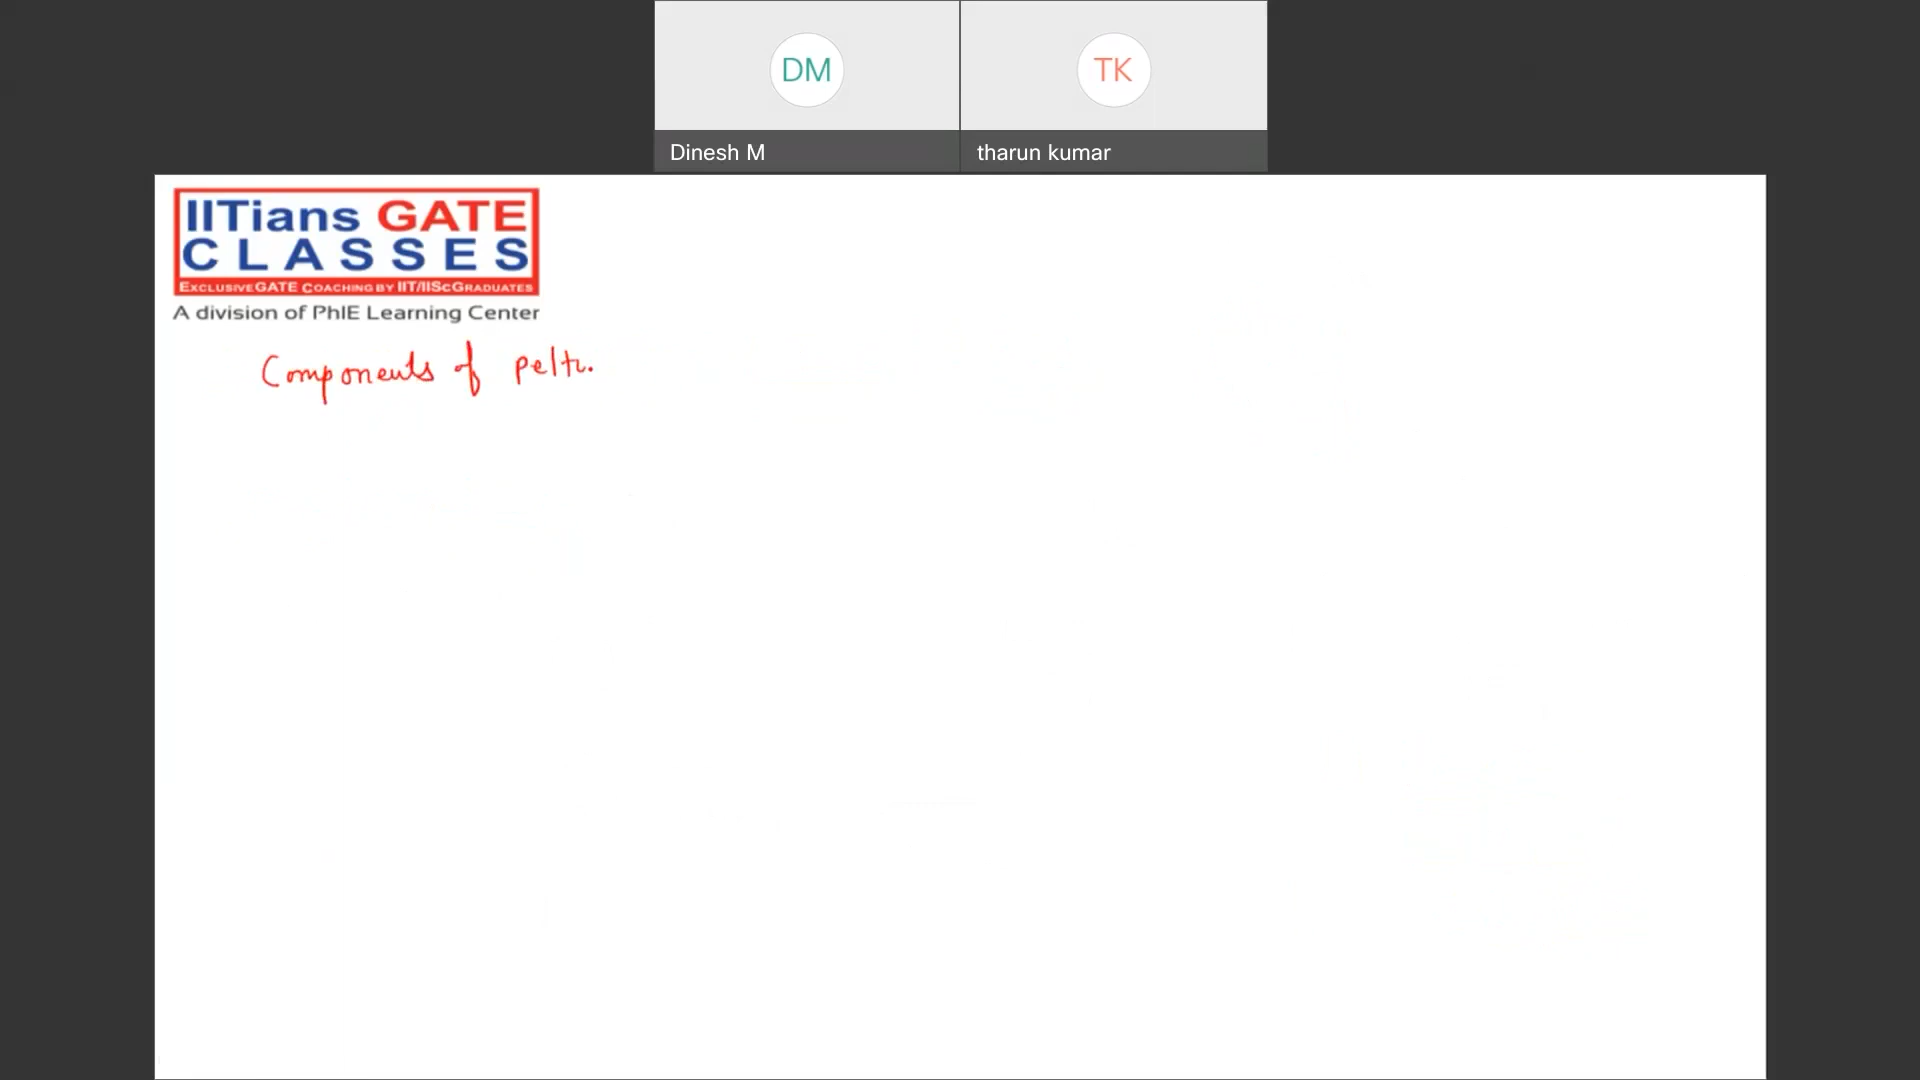 DM
TK
Dinesh M
tharun kumar
IITians GATE
CLASSES
EXCLUSIVE GATE COACHING BY IIT/IISc GRADUATES
A division of PhIE Learning Center
Components of